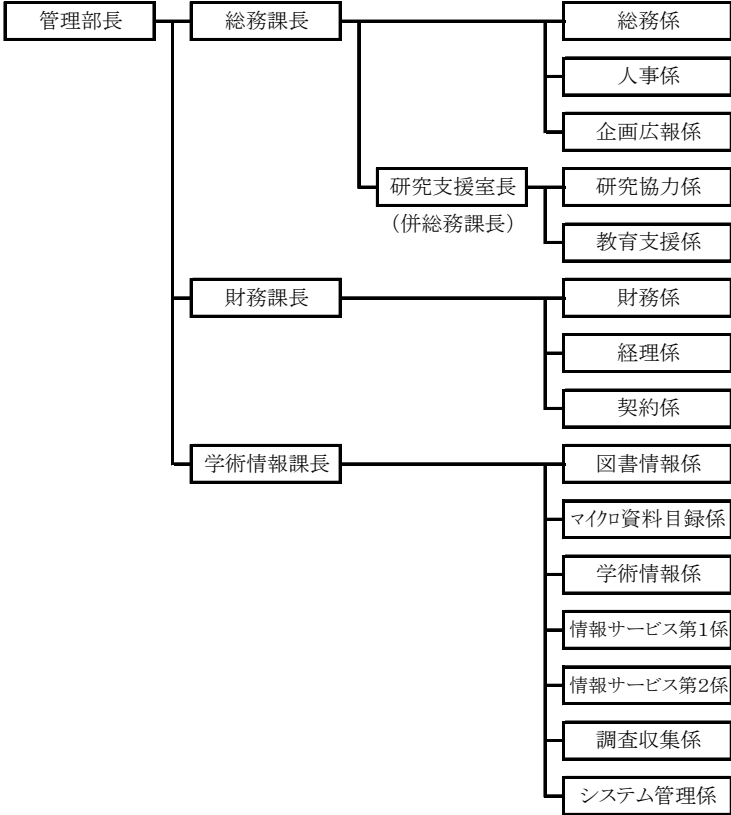 管理部長
総務課長
総務係
人事係
企画広報係
研究支援室長
(併総務課長)
研究協力係
教育支援係
財務課長
財務係
経理係
契約係
学術情報課長
図書情報係
マイクロ資料目録係
学術情報係
情報サービス第1係
情報サービス第2係
調査収集係
システム管理係